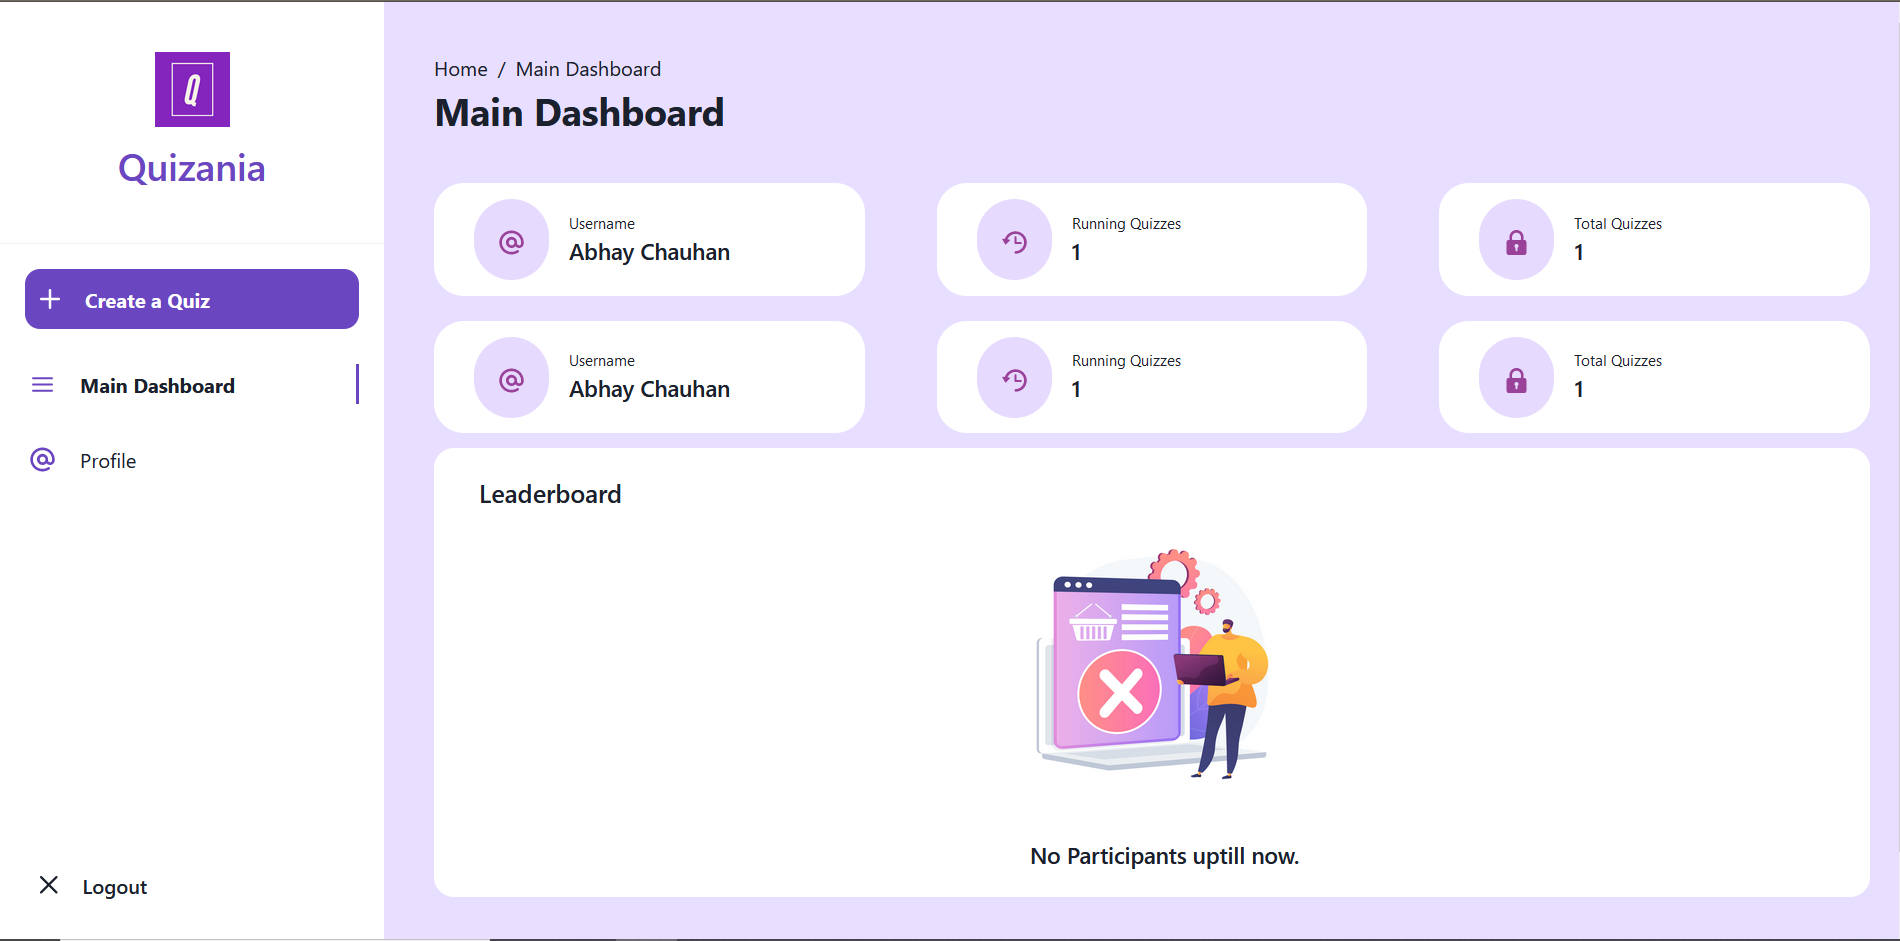 Q
Quizania
Create a Quiz
Main Dashboard
Profile
Logout
Home / Main Dashboard
Main Dashboard
Username
Abhay Chauhan
Running Quizzes
1
Total Quizzes
1
Username
Abhay Chauhan
Running Quizzes
1
Total Quizzes
1
Leaderboard
No Participants uptill now.